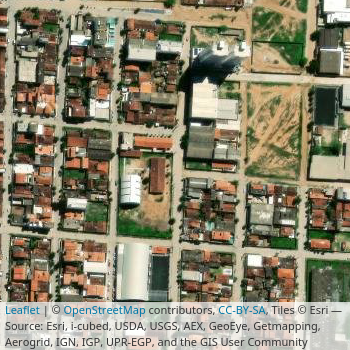 Leaflet | © OpenStreetMap contributors, CC-BY-SA, Tiles © Esri —
Source: Esri, i-cubed, USDA, USGS, AEX, GeoEye, Getmapping,
Aerogrid, IGN, IGP, UPR-EGP, and the GIS User Community